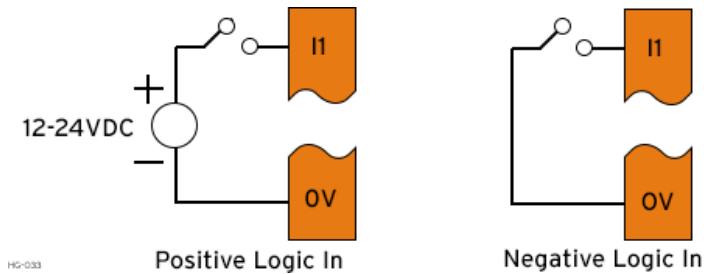 I1
I1
+
12-24VDC
−
0V
0V
HG-033
Positive Logic In
Negative Logic In